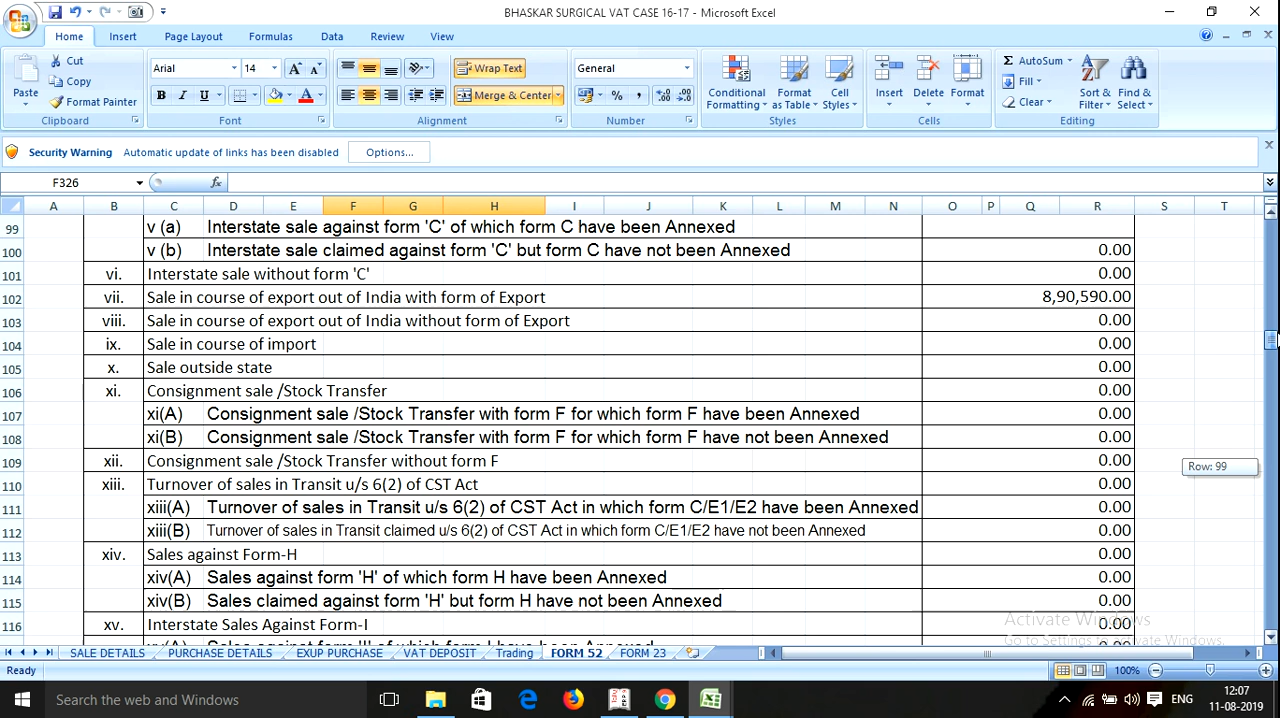 BHASKAR SURGICAL VAT CASE 16-17 - Microsoft Excel
Home Insert Page Layout Formulas Data Review View
Paste Cut Copy Format Painter Clipboard
Arial 14 A A B I U A Font
Wrap Text Merge & Center Alignment
General % , Number
Conditional Formatting Format as Table Cell Styles Styles
Insert Delete Format Cells
Σ AutoSum Fill Clear Sort & Filter Find & Select Editing
Security Warning Automatic update of links has been disabled Options...
F326 fx
A B C D E F G H I J K L M N O P Q R S T
99 v (a) Interstate sale against form 'C' of which form C have been Annexed
100 v (b) Interstate sale claimed against form 'C' but form C have not been Annexed 0.00
101 vi. Interstate sale without form 'C' 0.00
102 vii. Sale in course of export out of India with form of Export 8,90,590.00
103 viii. Sale in course of export out of India without form of Export 0.00
104 ix. Sale in course of import 0.00
105 x. Sale outside state 0.00
106 xi. Consignment sale /Stock Transfer 0.00
107 xi(A) Consignment sale /Stock Transfer with form F for which form F have been Annexed 0.00
108 xi(B) Consignment sale /Stock Transfer with form F for which form F have not been Annexed 0.00
109 xii. Consignment sale /Stock Transfer without form F 0.00
Row: 99
110 xiii. Turnover of sales in Transit u/s 6(2) of CST Act 0.00
111 xiii(A) Turnover of sales in Transit u/s 6(2) of CST Act in which form C/E1/E2 have been Annexed 0.00
112 xiii(B) Turnover of sales in Transit claimed u/s 6(2) of CST Act in which form C/E1/E2 have not been Annexed 0.00
113 xiv. Sales against Form-H 0.00
114 xiv(A) Sales against form 'H' of which form H have been Annexed 0.00
115 xiv(B) Sales claimed against form 'H' but form H have not been Annexed 0.00
116 xv. Interstate Sales Against Form-I 0.00
Activate Windows
Go to Settings to activate Windows.
SALE DETAILS PURCHASE DETAILS EXUP PURCHASE VAT DEPOSIT Trading FORM 52 FORM 23
Ready 100%
Search the web and Windows ENG 12:07
11-08-2019